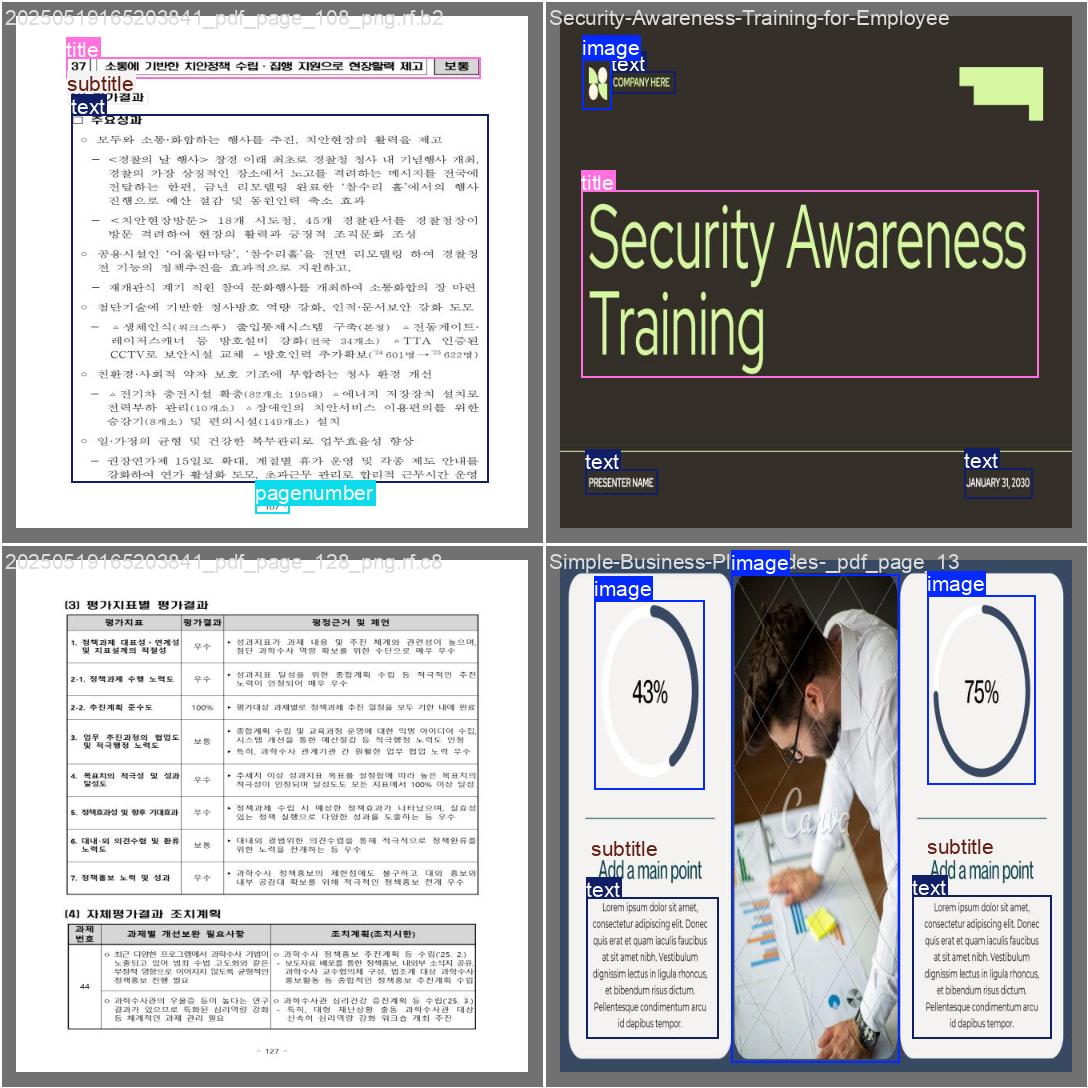 20250519165203841_pdf_page_108_png.rf.b2
title
37 소통에 기반한 치안정책 수립·집행 지원으로 현장활력 제고 보통
subtitle
평가결과
text
□ 주요성과
○ 모두와 소통·화합하는 행사를 추진, 치안현장의 활력을 제고
– <경찰의 날 행사> 창경 이래 최초로 경찰청 청사 내 기념행사 개최,
경찰의 가장 상징적인 장소에서 노고를 격려하는 메시지를 전국에
전달하는 한편, 금년 리모델링 완료한 '참수리 홀'에서의 행사
진행으로 예산 절감 및 동원인력 축소 효과
– <치안현장방문> 18개 시도청, 45개 경찰관서를 경찰청장이
방문 격려하여 현장의 활력과 긍정적 조직문화 조성
○ 공용시설인 '어울림마당', '참수리홀'을 전면 리모델링 하여 경찰청
전 기능의 정책추진을 효과적으로 지원하고,
– 재개관식 계기 직원 참여 문화행사를 개최하여 소통화합의 장 마련
○ 첨단기술에 기반한 청사방호 역량 강화, 인적·문서보안 강화 도모
– ▵생체인식(워크스루) 출입통제시스템 구축(본청) ▵전동게이트·
레이저스캐너 등 방호설비 강화(전국 34개소) ▵TTA 인증된
CCTV로 보안시설 교체 ▵방호인력 추가확보('24 601명→'25 622명)
○ 친환경·사회적 약자 보호 기조에 부합하는 청사 환경 개선
– ▵전기차 충전시설 확충(82개소 195대) ▵에너지 저장장치 설치로
전력부하 관리(10개소) ▵장애인의 치안서비스 이용편의를 위한
승강기(8개소) 및 편의시설(149개소) 설치
○ 일·가정의 균형 및 건강한 복무관리로 업무효율성 향상
– 권장연가제 15일로 확대, 계절별 휴가 운영 및 각종 제도 안내를
강화하여 연가 활성화 도모, 초과근무 관리로 합리적 근무시간 운영
pagenumber
107
Security-Awareness-Training-for-Employee
image
text
COMPANY HERE
title
Security Awareness
Training
text
PRESENTER NAME
text
JANUARY 31, 2030
20250519165203841_pdf_page_128_png.rf.c8
(3) 평가지표별 평가결과
평가지표 평가결과 평정근거 및 제언
1. 정책과제 대표성·연계성 및 지표설계의 적절성 우수
‣ 성과지표가 과제 내용 및 추진 체계와 관련성이 높으며,
첨단 과학수사 역량 확보를 위한 수단으로 매우 우수
2-1. 정책과제 수행 노력도 우수
‣ 성과지표 달성을 위한 종합계획 수립 등 적극적인 추진
노력이 인정되어 매우 우수
2-2. 추진계획 준수도 100% ‣ 평가대상 과제별로 정책과제 추진 일정을 모두 기한 내에 완료
3. 업무 추진과정의 협업도 및 적극행정 노력도 보통
‣ 종합계획 수립 및 교육과정 운영에 대한 익명 아이디어 수집,
시스템 개선을 통한 예산절감 등 적극행정 노력도 인정
‣ 특히, 과학수사 관계기관 간 원활한 업무 협업 노력 우수
4. 목표치의 적극성 및 성과 달성도 우수
‣ 추세치 이상 성과지표 목표를 설정함에 따라 높은 목표치의
적극성이 인정되며 달성도도 모든 지표에서 100% 이상 달성
5. 정책효과성 및 향후 기대효과 우수
‣ 정책과제 수립 시 예상한 정책효과가 나타났으며, 실효성
있는 정책 실행으로 다양한 성과를 도출하는 등 우수
6. 대내·외 의견수렴 및 환류 노력도 보통
‣ 대내외 광범위한 의견수렴을 통해 적극적으로 정책환류를
위한 노력을 전개하는 등 우수
7. 정책홍보 노력 및 성과 우수
‣ 과학수사 정책홍보의 제한점에도 불구하고 대외 홍보와
내부 공감대 확보를 위해 적극적인 정책홍보 전개 우수
(4) 자체평가결과 조치계획
과제 번호 과제별 개선보완 필요사항 조치계획(조치시한)
44
○ 최근 다양한 프로그램에서 과학수사 기법이
노출되고 있어 범죄 수법 고도화와 같은
부정적 영향으로 이어지지 않도록 균형적인
정책홍보 진행 필요
○ 과학수사 정책홍보 추진계획 등 수립('25. 2.)
- 보도자료 배포를 통한 정책홍보, 내외부 소식지 공유,
과학수사 교수협의체 구성, 법조계 대상 과학수사
홍보활동 등 종합적인 정책홍보 추진계획 수립
○ 과학수사관의 우울증 등이 높다는 연구
결과가 있으므로 특화된 심리역량 강화
등 체계적인 과제 관리 필요
○ 과학수사관 심리건강 증진계획 등 수립('25. 3.)
- 특히, 대형 재난상황 출동 과학수사관 대상
신속히 심리역량 강화 워크숍 개최 추진
- 127 -
Simple-Business-Pl
des-_pdf_page_13
image
image
43%
subtitle
Add a main point
text
Lorem ipsum dolor sit amet,
consectetur adipiscing elit. Donec
quis erat et quam iaculis faucibus
at sit amet nibh. Vestibulum
dignissim lectus in ligula rhoncus,
et bibendum risus dictum.
Pellentesque condimentum arcu
id dapibus tempor.
Canva
image
75%
subtitle
Add a main point
text
Lorem ipsum dolor sit amet,
consectetur adipiscing elit. Donec
quis erat et quam iaculis faucibus
at sit amet nibh. Vestibulum
dignissim lectus in ligula rhoncus,
et bibendum risus dictum.
Pellentesque condimentum arcu
id dapibus tempor.